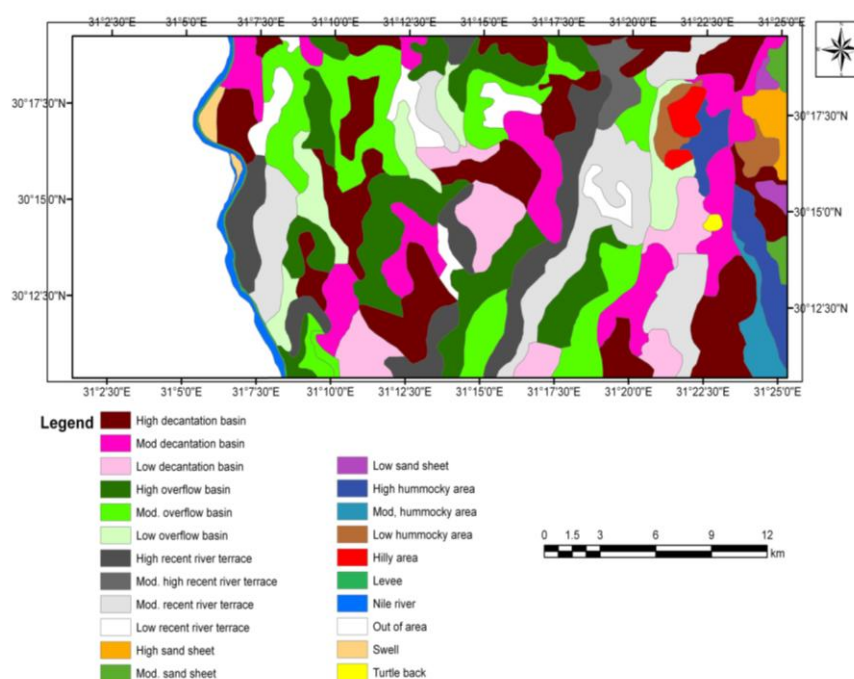 31°2'30"E 31°5'0"E 31°7'30"E 31°10'0"E 31°12'30"E 31°15'0"E 31°17'30"E 31°20'0"E 31°22'30"E 31°25'0"E
30°17'30"N 30°17'30"N
30°15'0"N 30°15'0"N
30°12'30"N 30°12'30"N
31°2'30"E 31°5'0"E 31°7'30"E 31°10'0"E 31°12'30"E 31°15'0"E 31°17'30"E 31°20'0"E 31°22'30"E 31°25'0"E
Legend
High decantation basin
Mod decantation basin
Low decantation basin
High overflow basin
Mod. overflow basin
Low overflow basin
High recent river terrace
Mod. high recent river terrace
Mod. recent river terrace
Low recent river terrace
High sand sheet
Mod. sand sheet
Low sand sheet
High hummocky area
Mod, hummocky area
Low hummocky area
Hilly area
Levee
Nile river
Out of area
Swell
Turtle back
0 1.5 3 6 9 12
km